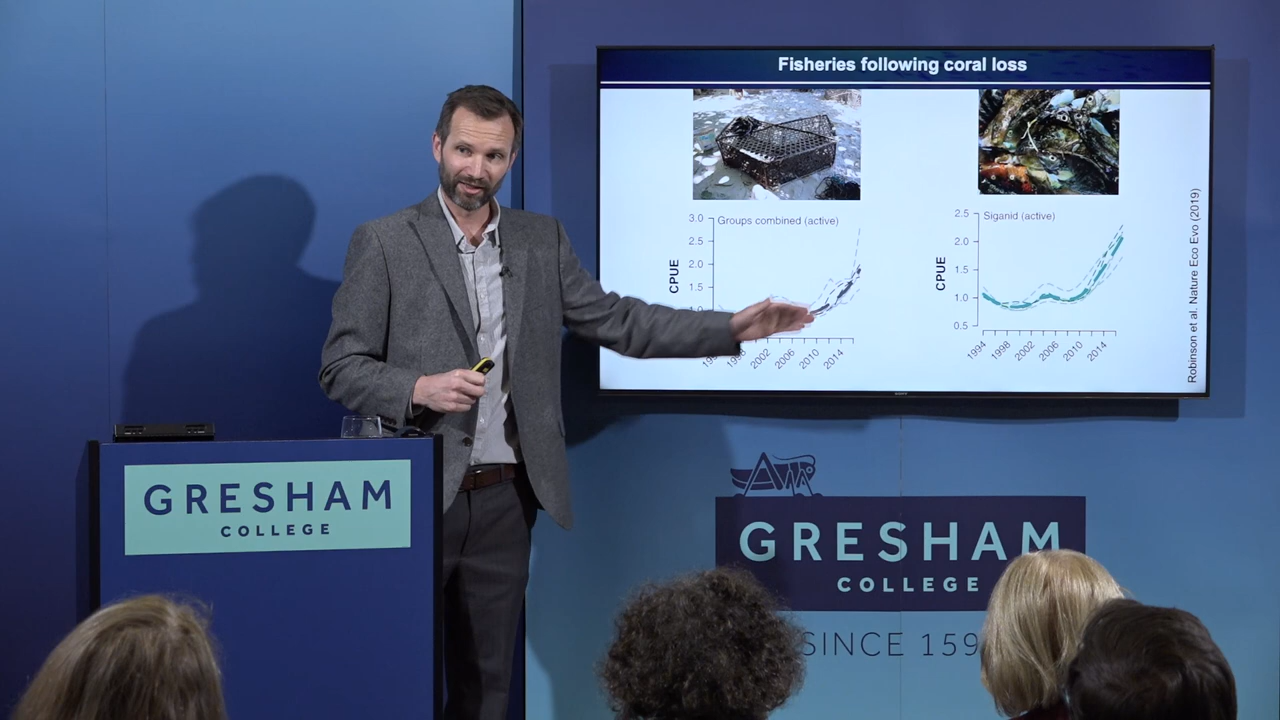 Fisheries following coral loss
Groups combined (active)
3.0
2.5
2.0
1.5
CPUE
2002
2006
2010
2014
Siganid (active)
2.5
2.0
1.5
1.0
0.5
CPUE
1994
1998
2002
2006
2010
2014
Robinson et al. Nature Eco Evo (2019)
GRESHAM
COLLEGE
GRESHAM
COLLEGE
SINCE 159